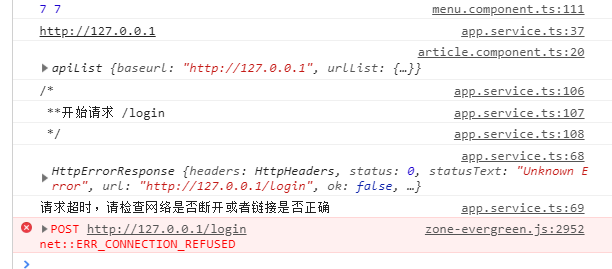 7 7 menu.component.ts:111
http://127.0.0.1 app.service.ts:37
article.component.ts:20
▶apiList {baseurl: "http://127.0.0.1", urlList: {…}}
/* app.service.ts:106
**开始请求 /login app.service.ts:107
*/ app.service.ts:108
app.service.ts:68
HttpErrorResponse {headers: HttpHeaders, status: 0, statusText: "Unknown E
▶rror", url: "http://127.0.0.1/login", ok: false, …}
请求超时，请检查网络是否断开或者链接是否正确 app.service.ts:69
▶POST http://127.0.0.1/login zone-evergreen.js:2952
net::ERR_CONNECTION_REFUSED